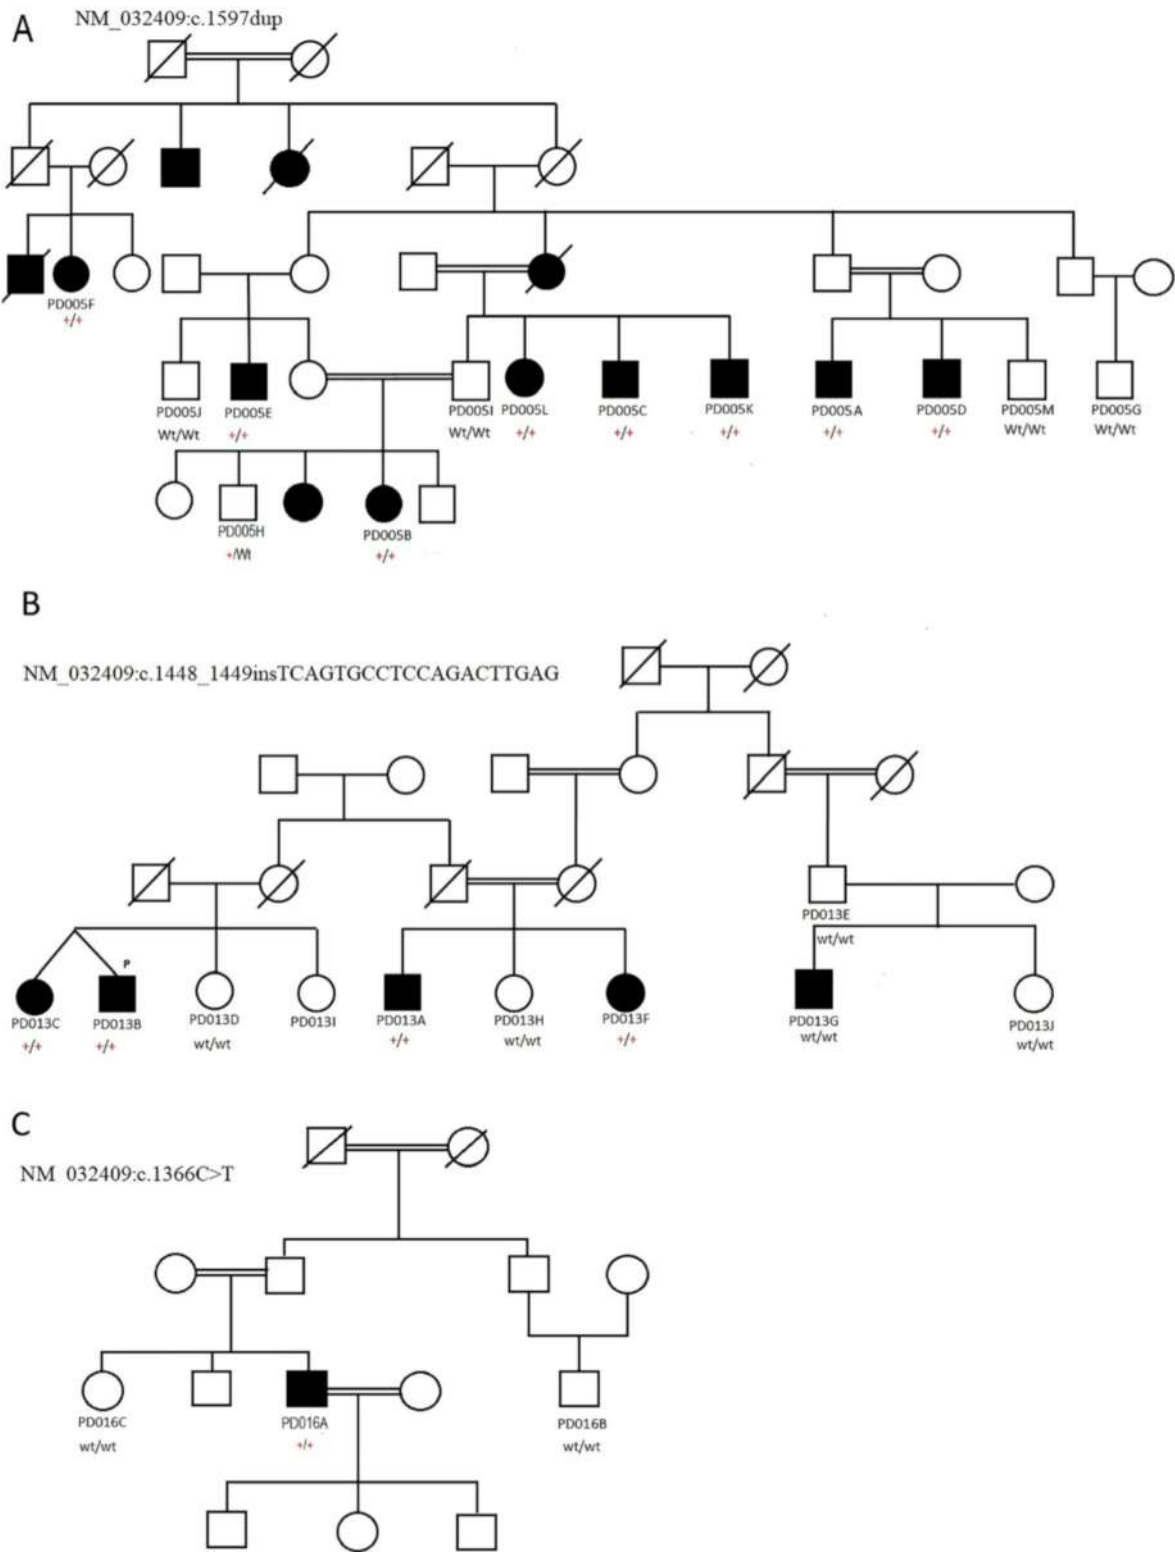 A
NM_032409:c.1597dup
PD005F
+/+
PD005J PD005E PD005I PD005L PD005C PD005K PD005A PD005D PD005M PD005G
Wt/Wt +/+ Wt/Wt +/+ +/+ +/+ +/+ +/+ Wt/Wt Wt/Wt
PD005H PD005B
+/Wt +/+
B
NM_032409:c.1448_1449insTCAGTGCCTCCAGACTTGAG
PD013E
wt/wt
P
PD013C PD013B PD013D PD013I PD013A PD013H PD013F PD013G PD013J
+/+ +/+ wt/wt +/+ wt/wt +/+ wt/wt wt/wt
C
NM 032409:c.1366C>T
PD016C PD016A PD016B
wt/wt +/+ wt/wt